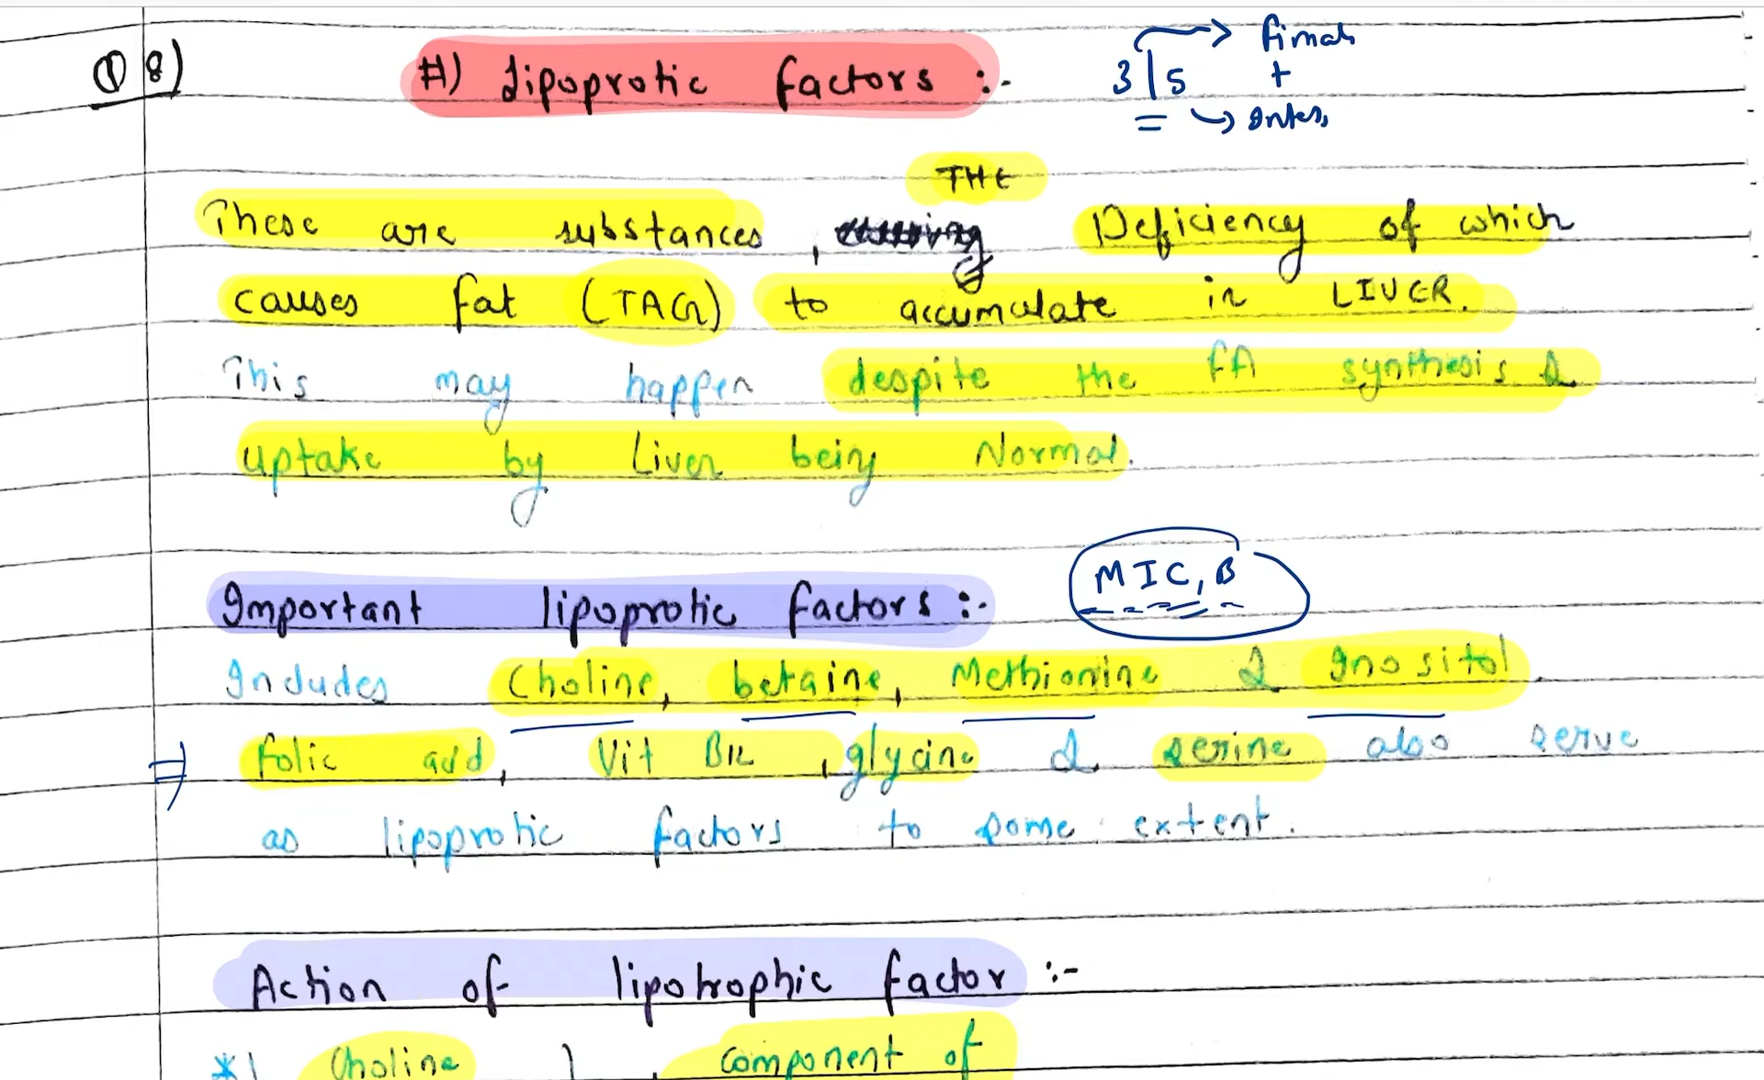 Q 8) #) Lipoprotic factors :-
3|5 → finals
+
= → Inter,
THE
These are substances, Deficiency of which
causes fat (TAG) to accumulate in LIVER.
This may happen despite the FA synthesis &
uptake by Liver being Normal.
MIC, B
Important lipoprotic factors :-
Includes Choline, betaine, Methionine & Inositol.
⇒ folic acid, Vit B12, glycine & serine also serve
as lipoprotic factors to some extent.
Action of lipotrophic factor :-
*) Choline ), component of